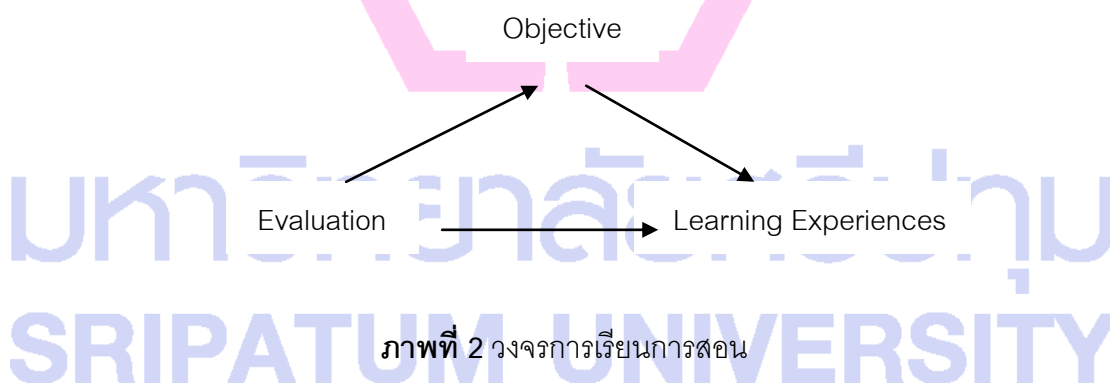 Objective
Evaluation
Learning Experiences
มหาวิทยาลัยศรีปทุม
ภาพที่ 2 วงจรการเรียนการสอน
SRIPATUM UNIVERSITY